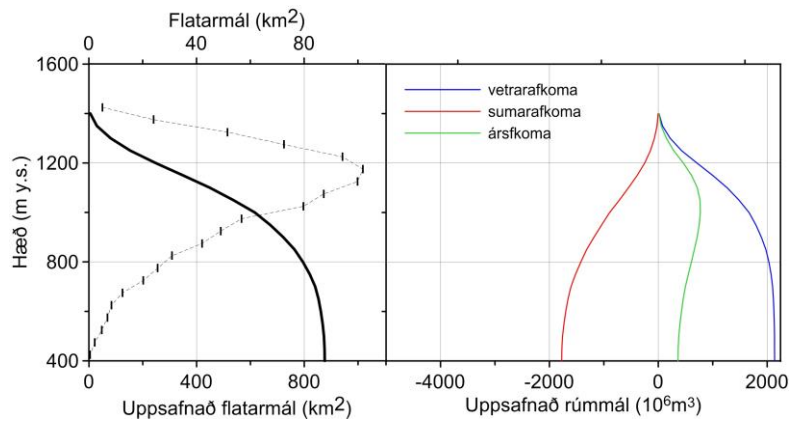 Flatarmál (km2)
0 40 80
1600
1200
800
400
Hæð (m y.s.)
0 400 800
Uppsafnað flatarmál (km2)
vetrarafkoma
sumarafkoma
ársfkoma
-4000 -2000 0 2000
Uppsafnað rúmmál (10⁶m³)